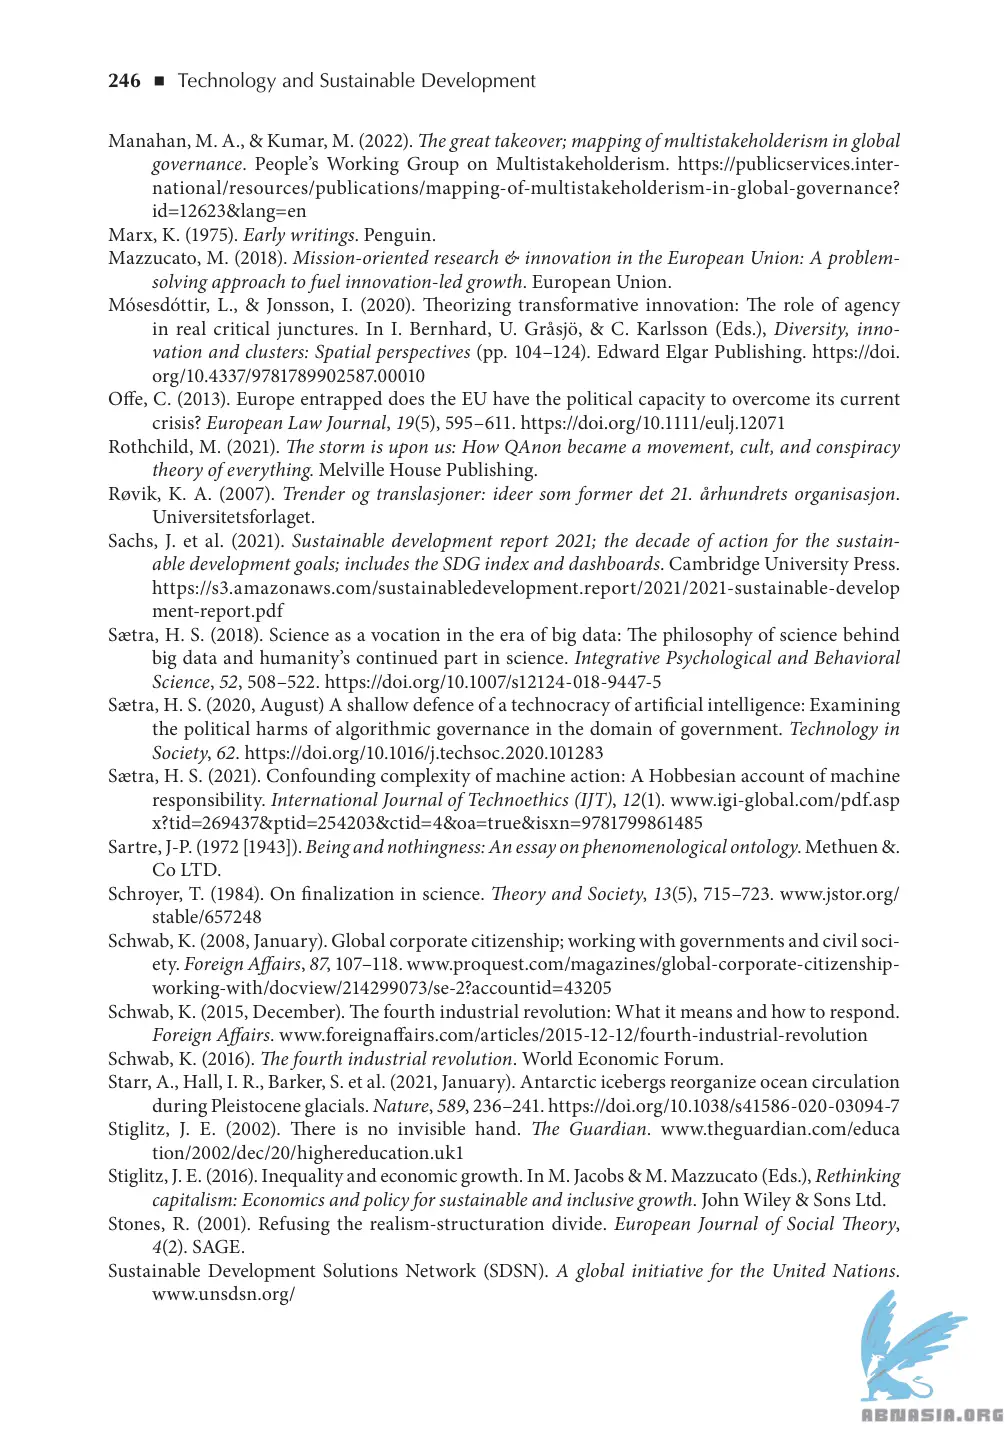 246 ■ Technology and Sustainable Development
Manahan, M. A., & Kumar, M. (2022). The great takeover; mapping of multistakeholderism in global
governance. People’s Working Group on Multistakeholderism. https://publicservices.inter-
national/resources/publications/mapping-of-multistakeholderism-in-global-governance?
id=12623&lang=en
Marx, K. (1975). Early writings. Penguin.
Mazzucato, M. (2018). Mission-oriented research & innovation in the European Union: A problem-
solving approach to fuel innovation-led growth. European Union.
Mósesdóttir, L., & Jonsson, I. (2020). Theorizing transformative innovation: The role of agency
in real critical junctures. In I. Bernhard, U. Gråsjö, & C. Karlsson (Eds.), Diversity, inno-
vation and clusters: Spatial perspectives (pp. 104–124). Edward Elgar Publishing. https://doi.
org/10.4337/9781789902587.00010
Offe, C. (2013). Europe entrapped does the EU have the political capacity to overcome its current
crisis? European Law Journal, 19(5), 595–611. https://doi.org/10.1111/eulj.12071
Rothchild, M. (2021). The storm is upon us: How QAnon became a movement, cult, and conspiracy
theory of everything. Melville House Publishing.
Røvik, K. A. (2007). Trender og translasjoner: ideer som former det 21. århundrets organisasjon.
Universitetsforlaget.
Sachs, J. et al. (2021). Sustainable development report 2021; the decade of action for the sustain-
able development goals; includes the SDG index and dashboards. Cambridge University Press.
https://s3.amazonaws.com/sustainabledevelopment.report/2021/2021-sustainable-develop
ment-report.pdf
Sætra, H. S. (2018). Science as a vocation in the era of big data: The philosophy of science behind
big data and humanity’s continued part in science. Integrative Psychological and Behavioral
Science, 52, 508–522. https://doi.org/10.1007/s12124-018-9447-5
Sætra, H. S. (2020, August) A shallow defence of a technocracy of artificial intelligence: Examining
the political harms of algorithmic governance in the domain of government. Technology in
Society, 62. https://doi.org/10.1016/j.techsoc.2020.101283
Sætra, H. S. (2021). Confounding complexity of machine action: A Hobbesian account of machine
responsibility. International Journal of Technoethics (IJT), 12(1). www.igi-global.com/pdf.asp
x?tid=269437&ptid=254203&ctid=4&oa=true&isxn=9781799861485
Sartre, J-P. (1972 [1943]). Being and nothingness: An essay on phenomenological ontology. Methuen &.
Co LTD.
Schroyer, T. (1984). On finalization in science. Theory and Society, 13(5), 715–723. www.jstor.org/
stable/657248
Schwab, K. (2008, January). Global corporate citizenship; working with governments and civil soci-
ety. Foreign Affairs, 87, 107–118. www.proquest.com/magazines/global-corporate-citizenship-
working-with/docview/214299073/se-2?accountid=43205
Schwab, K. (2015, December). The fourth industrial revolution: What it means and how to respond.
Foreign Affairs. www.foreignaffairs.com/articles/2015-12-12/fourth-industrial-revolution
Schwab, K. (2016). The fourth industrial revolution. World Economic Forum.
Starr, A., Hall, I. R., Barker, S. et al. (2021, January). Antarctic icebergs reorganize ocean circulation
during Pleistocene glacials. Nature, 589, 236–241. https://doi.org/10.1038/s41586-020-03094-7
Stiglitz, J. E. (2002). There is no invisible hand. The Guardian. www.theguardian.com/educa
tion/2002/dec/20/highereducation.uk1
Stiglitz, J. E. (2016). Inequality and economic growth. In M. Jacobs & M. Mazzucato (Eds.), Rethinking
capitalism: Economics and policy for sustainable and inclusive growth. John Wiley & Sons Ltd.
Stones, R. (2001). Refusing the realism-structuration divide. European Journal of Social Theory,
4(2). SAGE.
Sustainable Development Solutions Network (SDSN). A global initiative for the United Nations.
www.unsdsn.org/
ABNASIA.ORG